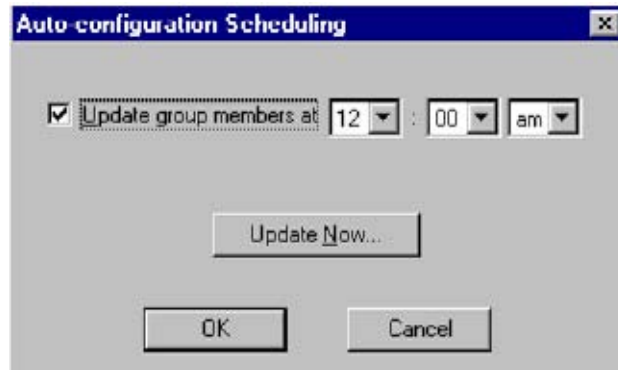 Auto-configuration Scheduling
Update group members at 12 : 00 am
Update Now...
OK Cancel